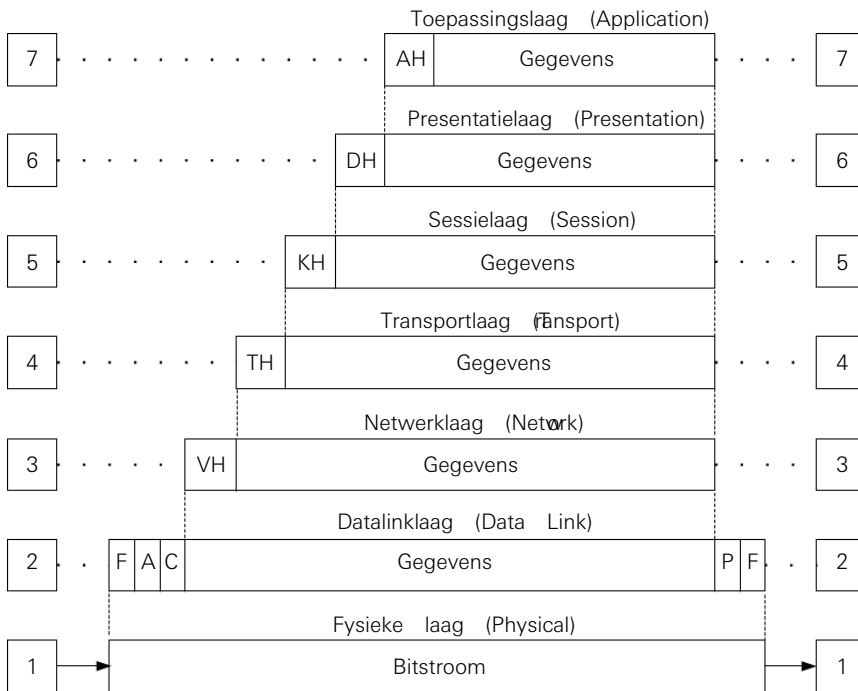 Toepassingslaag (Application)
7 AH Gegevens 7
Presentatielaag (Presentation)
6 DH Gegevens 6
Sessielaag (Session)
5 KH Gegevens 5
Transportlaag (Transport)
4 TH Gegevens 4
Netwerklaag (Network)
3 VH Gegevens 3
Datalinklaag (Data Link)
2 F A C Gegevens P F 2
Fysieke laag (Physical)
1 Bitstroom 1